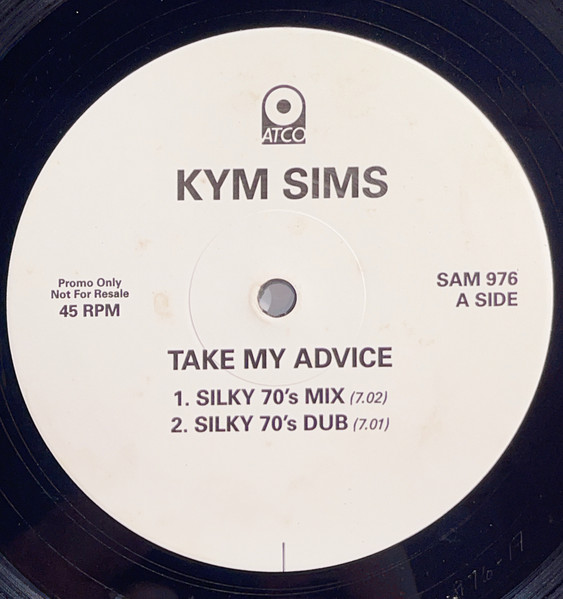 ATCO
KYM SIMS
Promo Only
Not For Resale
45 RPM
SAM 976
A SIDE
TAKE MY ADVICE
1. SILKY 70's MIX (7.02)
2. SILKY 70's DUB (7.01)